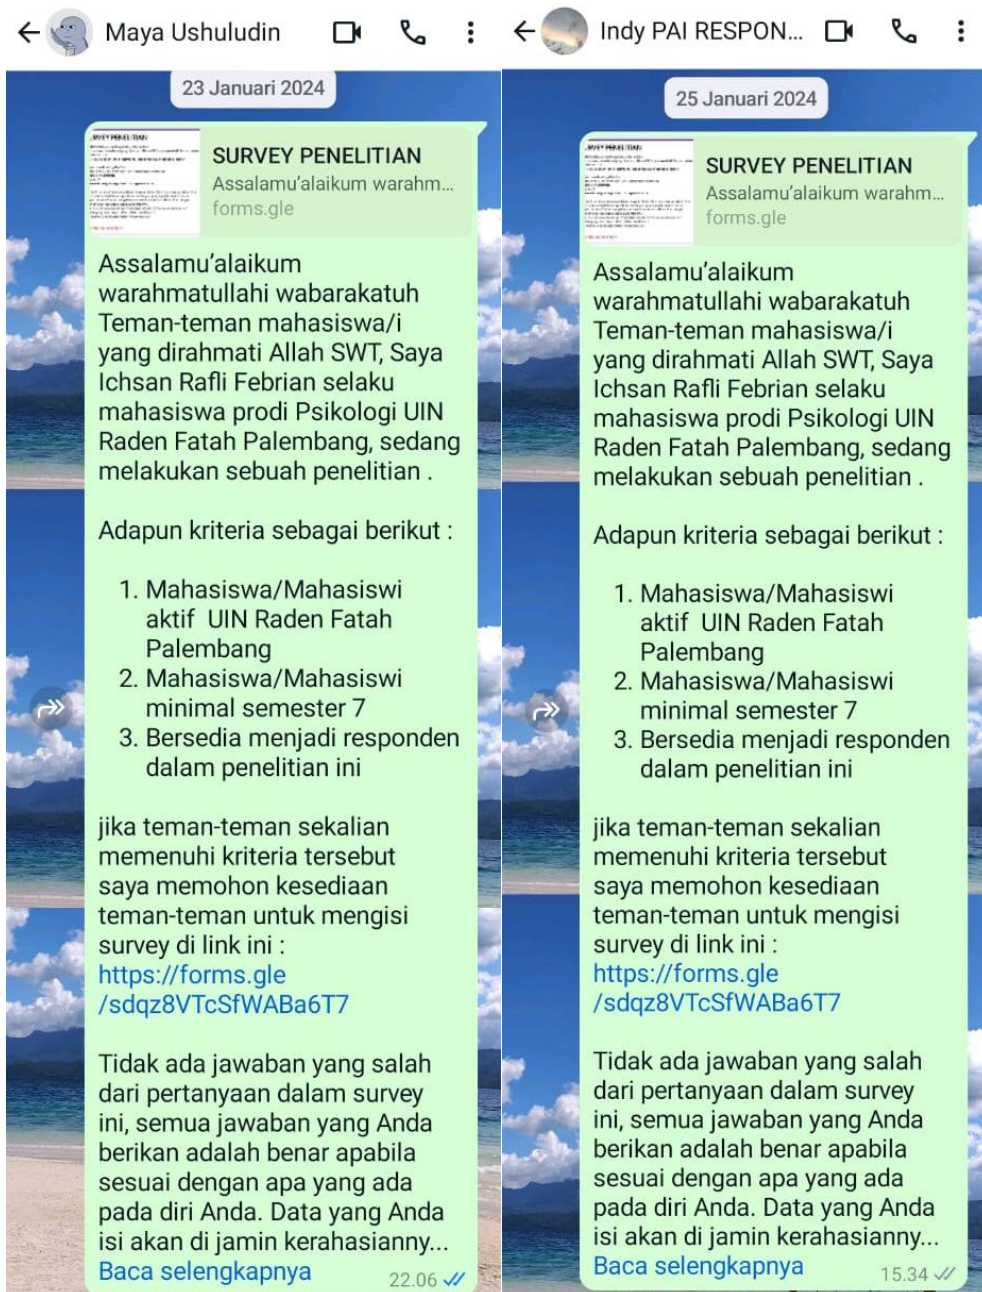 Maya Ushuludin
23 Januari 2024
SURVEY PENELITIAN
Assalamu’alaikum warahm...
forms.gle
Assalamu’alaikum
warahmatullahi wabarakatuh
Teman-teman mahasiswa/i
yang dirahmati Allah SWT, Saya
Ichsan Rafli Febrian selaku
mahasiswa prodi Psikologi UIN
Raden Fatah Palembang, sedang
melakukan sebuah penelitian .
Adapun kriteria sebagai berikut :
1. Mahasiswa/Mahasiswi
aktif  UIN Raden Fatah
Palembang
2. Mahasiswa/Mahasiswi
minimal semester 7
3. Bersedia menjadi responden
dalam penelitian ini
jika teman-teman sekalian
memenuhi kriteria tersebut
saya memohon kesediaan
teman-teman untuk mengisi
survey di link ini :
https://forms.gle
/sdqz8VTcSfWABa6T7
Tidak ada jawaban yang salah
dari pertanyaan dalam survey
ini, semua jawaban yang Anda
berikan adalah benar apabila
sesuai dengan apa yang ada
pada diri Anda. Data yang Anda
isi akan di jamin kerahasianny...
Baca selengkapnya
22.06
Indy PAI RESPON...
25 Januari 2024
SURVEY PENELITIAN
Assalamu’alaikum warahm...
forms.gle
Assalamu’alaikum
warahmatullahi wabarakatuh
Teman-teman mahasiswa/i
yang dirahmati Allah SWT, Saya
Ichsan Rafli Febrian selaku
mahasiswa prodi Psikologi UIN
Raden Fatah Palembang, sedang
melakukan sebuah penelitian .
Adapun kriteria sebagai berikut :
1. Mahasiswa/Mahasiswi
aktif  UIN Raden Fatah
Palembang
2. Mahasiswa/Mahasiswi
minimal semester 7
3. Bersedia menjadi responden
dalam penelitian ini
jika teman-teman sekalian
memenuhi kriteria tersebut
saya memohon kesediaan
teman-teman untuk mengisi
survey di link ini :
https://forms.gle
/sdqz8VTcSfWABa6T7
Tidak ada jawaban yang salah
dari pertanyaan dalam survey
ini, semua jawaban yang Anda
berikan adalah benar apabila
sesuai dengan apa yang ada
pada diri Anda. Data yang Anda
isi akan di jamin kerahasianny...
Baca selengkapnya
15.34